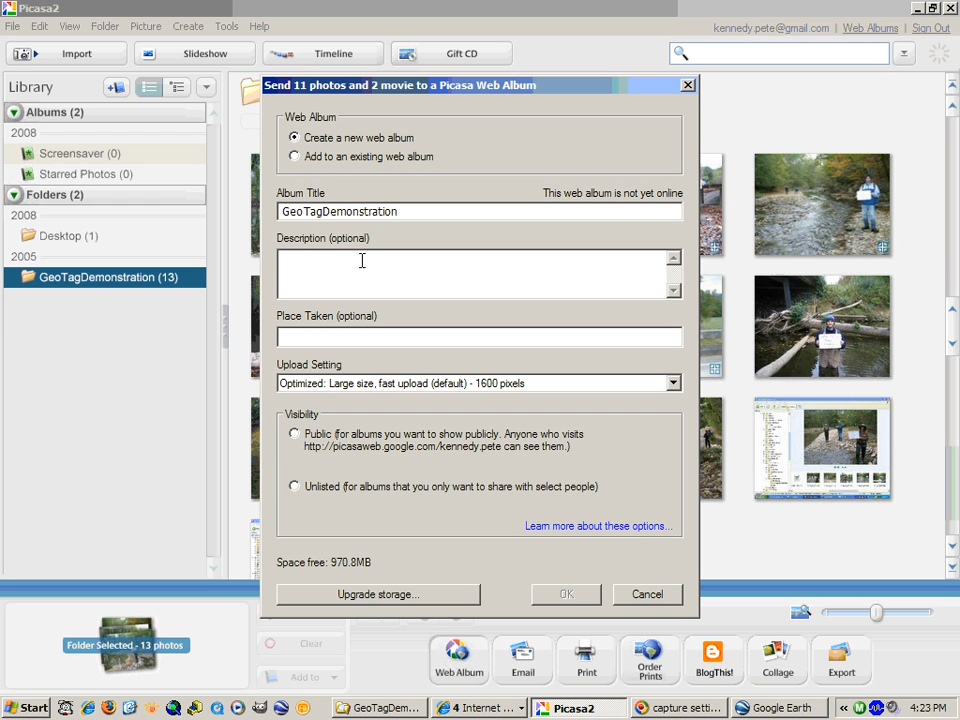 Picasa2
File Edit View Folder Picture Create Tools Help
kennedy.pete@gmail.com Web Albums Sign Out
Import Slideshow Timeline Gift CD
Library
Albums (2)
2008
Screensaver (0)
Starred Photos (0)
Folders (2)
2008
Desktop (1)
2005
GeoTagDemonstration (13)
Send 11 photos and 2 movie to a Picasa Web Album
Web Album
Create a new web album
Add to an existing web album
Album Title This web album is not yet online
GeoTagDemonstration
Description (optional)
Place Taken (optional)
Upload Setting
Optimized: Large size, fast upload (default) - 1600 pixels
Visibility
Public (for albums you want to show publicly. Anyone who visits
http://picasaweb.google.com/kennedy.pete can see them.)
Unlisted (for albums that you only want to share with select people)
Learn more about these options...
Space free: 970.8MB
Upgrade storage... OK Cancel
Folder Selected - 13 photos
Clear
Add to
Web Album Email Print Order Prints BlogThis! Collage Export
Start GeoTagDem... 4 Internet ... Picasa2 capture setti... Google Earth 4:23 PM